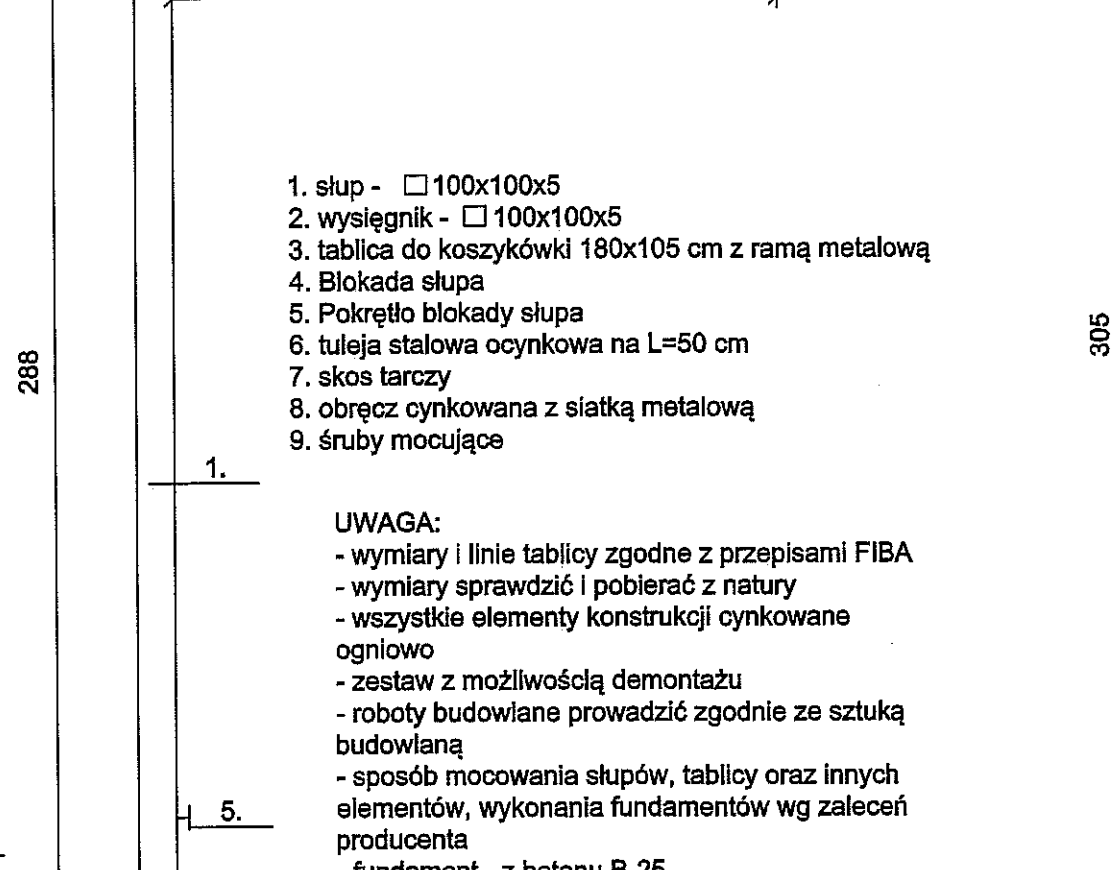 1. słup - □ 100x100x5
2. wysięgnik - □ 100x100x5
3. tablica do koszykówki 180x105 cm z ramą metalową
4. Blokada słupa
5. Pokrętło blokady słupa
6. tuleja stalowa ocynkowa na L=50 cm
7. skos tarczy
8. obręcz cynkowana z siatką metalową
9. śruby mocujące
305
288
1.
UWAGA:
- wymiary i linie tablicy zgodne z przepisami FIBA
- wymiary sprawdzić i pobierać z natury
- wszystkie elementy konstrukcji cynkowane
ogniowo
- zestaw z możliwością demontażu
- roboty budowlane prowadzić zgodnie ze sztuką
budowlaną
- sposób mocowania słupów, tablicy oraz innych
elementów, wykonania fundamentów wg zaleceń
producenta
5.
- fundament - z betonu B-25